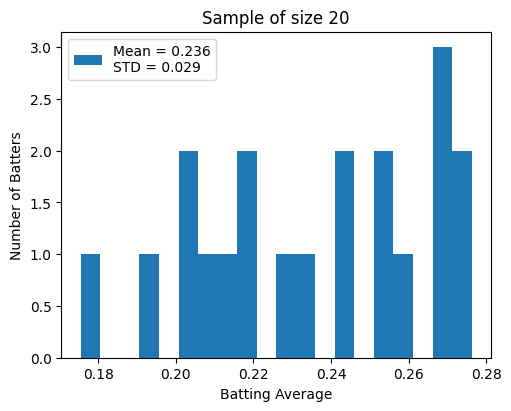 Sample of size 20
Mean = 0.236
STD = 0.029
Number of Batters
3.0
2.5
2.0
1.5
1.0
0.5
0.0
0.18 0.20 0.22 0.24 0.26 0.28
Batting Average